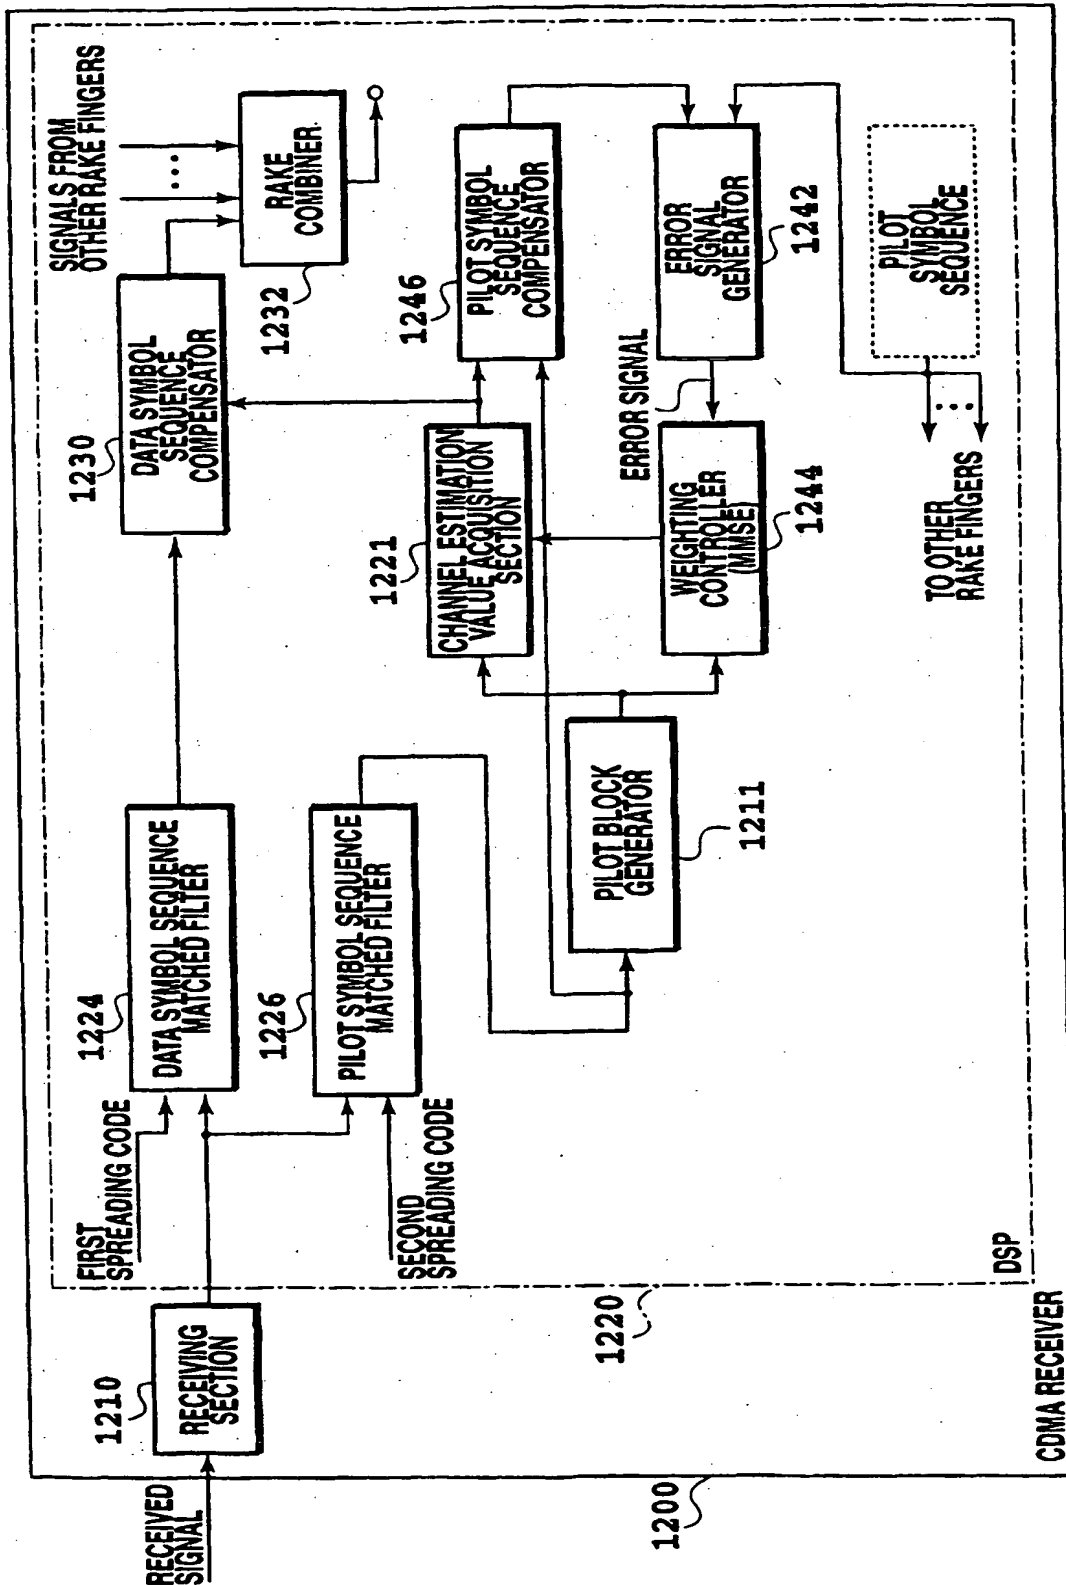 RECEIVED
SIGNAL
1200
CDMA RECEIVER
1210
RECEIVING
SECTION
1220
DSP
FIRST
SPREADING CODE
SECOND
SPREADING CODE
1224
DATA SYMBOL SEQUENCE
MATCHED FILTER
1226
PILOT SYMBOL SEQUENCE
MATCHED FILTER
PILOT BLOCK
GENERATOR
1211
1230
DATA SYMBOL
SEQUENCE
COMPENSATOR
1221
CHANNEL ESTIMATION
VALUE ACQUISITION
SECTION
WEIGHTING
CONTROLLER
(MMSE)
1244
ERROR SIGNAL
SIGNALS FROM
OTHER RAKE FINGERS
RAKE
COMBINER
1232
1246
PILOT SYMBOL
SEQUENCE
COMPENSATOR
ERROR
SIGNAL
GENERATOR
1242
PILOT
SYMBOL
SEQUENCE
TO OTHER
RAKE FINGERS